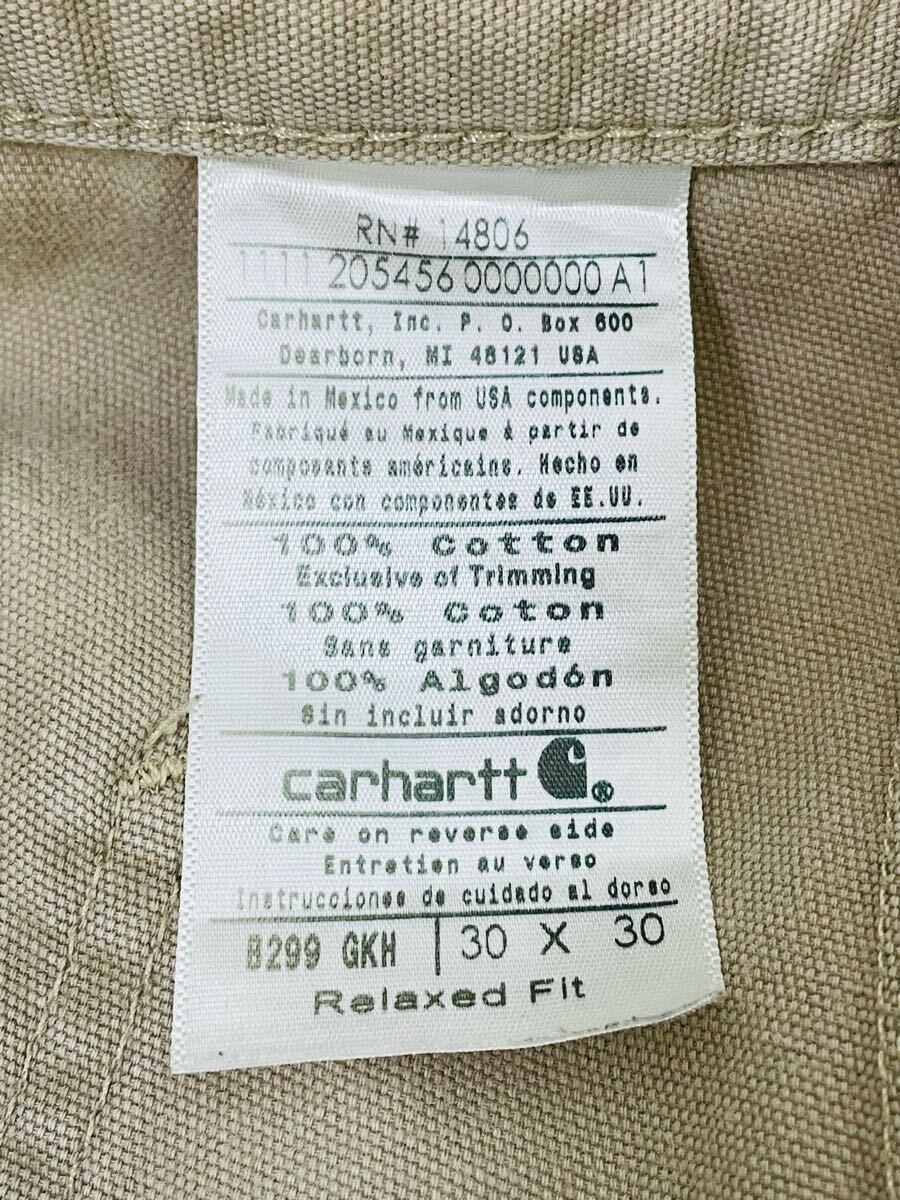 RN# 14806
1111 205456 0000000 A1
Carhartt, Inc. P. O. Box 600
Dearborn, MI 48121 USA
Made in Mexico from USA components.
Fabriqué au Mexique à partir de
composants américains. Hecho en
México con componentes de EE.UU.
100% Cotton
Exclusive of Trimming
100% Coton
Sans garniture
100% Algodón
Sin incluir adorno
carhartt ®
Care on reverse side
Entretien au verso
Instrucciones de cuidado al dorso
B299 GKH | 30 X 30
Relaxed Fit